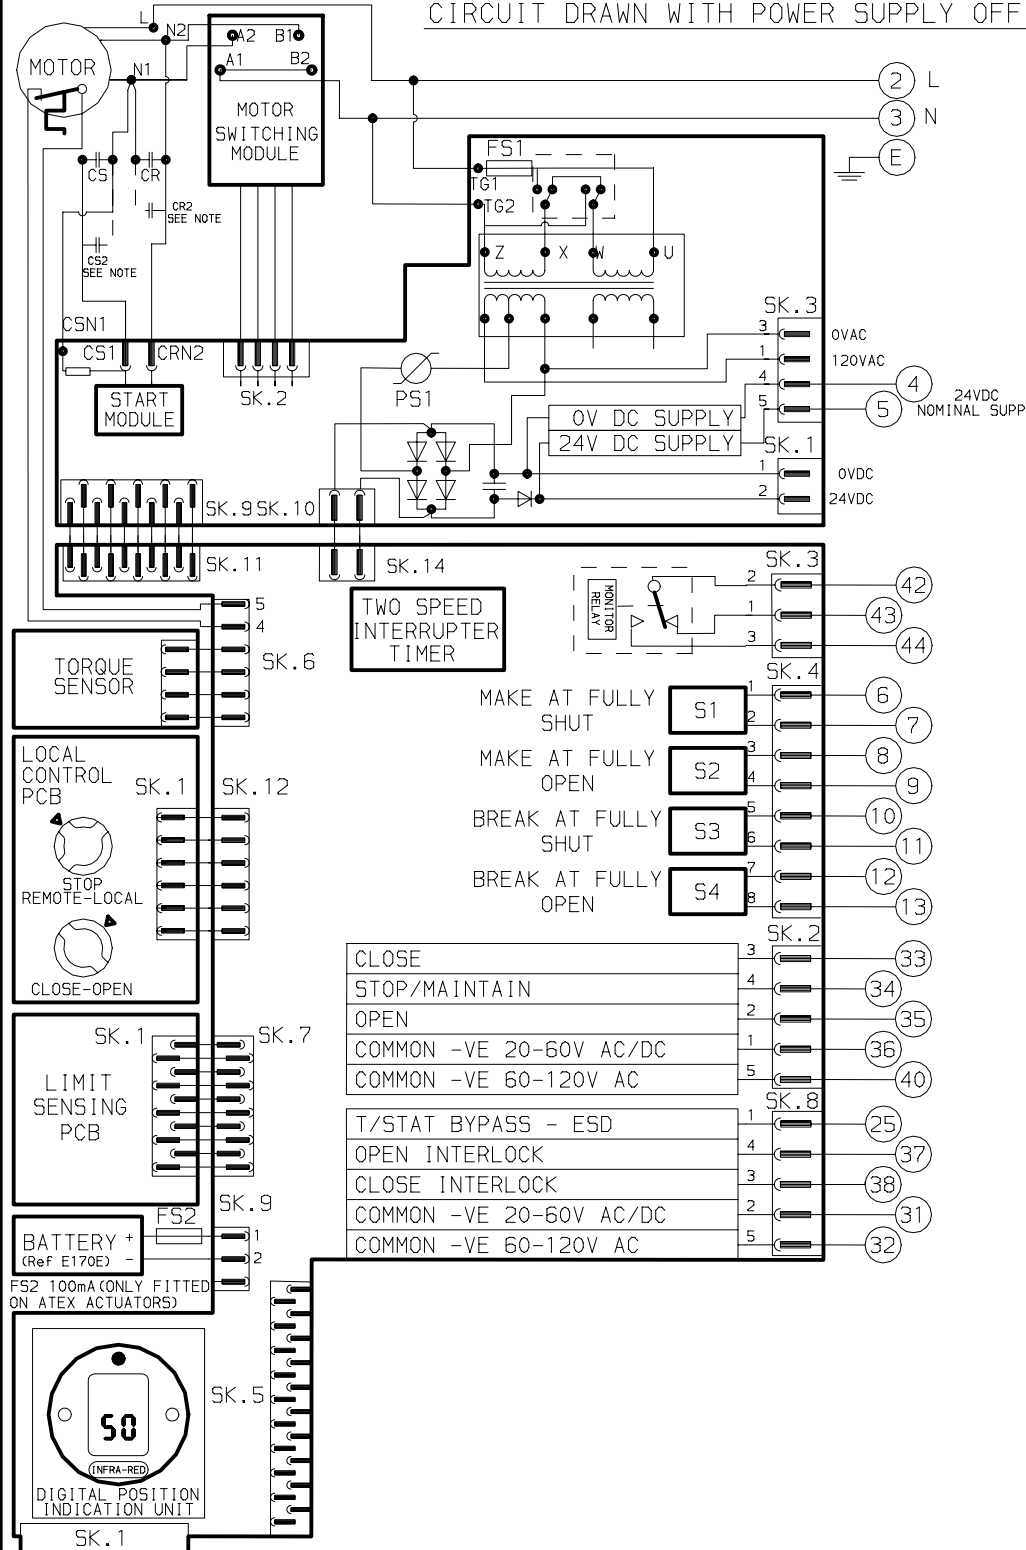 CIRCUIT DRAWN WITH POWER SUPPLY OFF
L
N2
A2 B1
A1 B2
MOTOR
N1
MOTOR
SWITCHING
MODULE
2 L
3 N
E
CS
CR
CR2
SEE NOTE
CS2
SEE NOTE
FS1
TG1
TG2
Z X W U
CSN1
CS1
CRN2
START
MODULE
SK.2
PS1
SK.3
3 0VAC
1 120VAC
4 4
5 5
24VDC
NOMINAL SUPP
0V DC SUPPLY
24V DC SUPPLY
SK.1
1 0VDC
2 24VDC
SK.9 SK.10
SK.11
SK.14
TWO SPEED
INTERRUPTER
TIMER
MONITOR
RELAY
SK.3
2 42
1 43
3 44
5
4
SK.6
TORQUE
SENSOR
SK.4
MAKE AT FULLY
SHUT
S1
1 6
2 7
MAKE AT FULLY
OPEN
S2
3 8
4 9
BREAK AT FULLY
SHUT
S3
5 10
6 11
BREAK AT FULLY
OPEN
S4
7 12
8 13
LOCAL
CONTROL
PCB
SK.1 SK.12
STOP
REMOTE-LOCAL
CLOSE-OPEN
SK.2
CLOSE 3 33
STOP/MAINTAIN 4 34
OPEN 2 35
COMMON -VE 20-60V AC/DC 1 36
COMMON -VE 60-120V AC 5 40
SK.1
SK.7
LIMIT
SENSING
PCB
SK.8
T/STAT BYPASS - ESD 1 25
OPEN INTERLOCK 4 37
CLOSE INTERLOCK 3 38
COMMON -VE 20-60V AC/DC 2 31
COMMON -VE 60-120V AC 5 32
SK.9
FS2
BATTERY + 1
(Ref E170E) - 2
FS2 100mA(ONLY FITTED
ON ATEX ACTUATORS)
SK.5
50
INFRA-RED
DIGITAL POSITION
INDICATION UNIT
SK.1